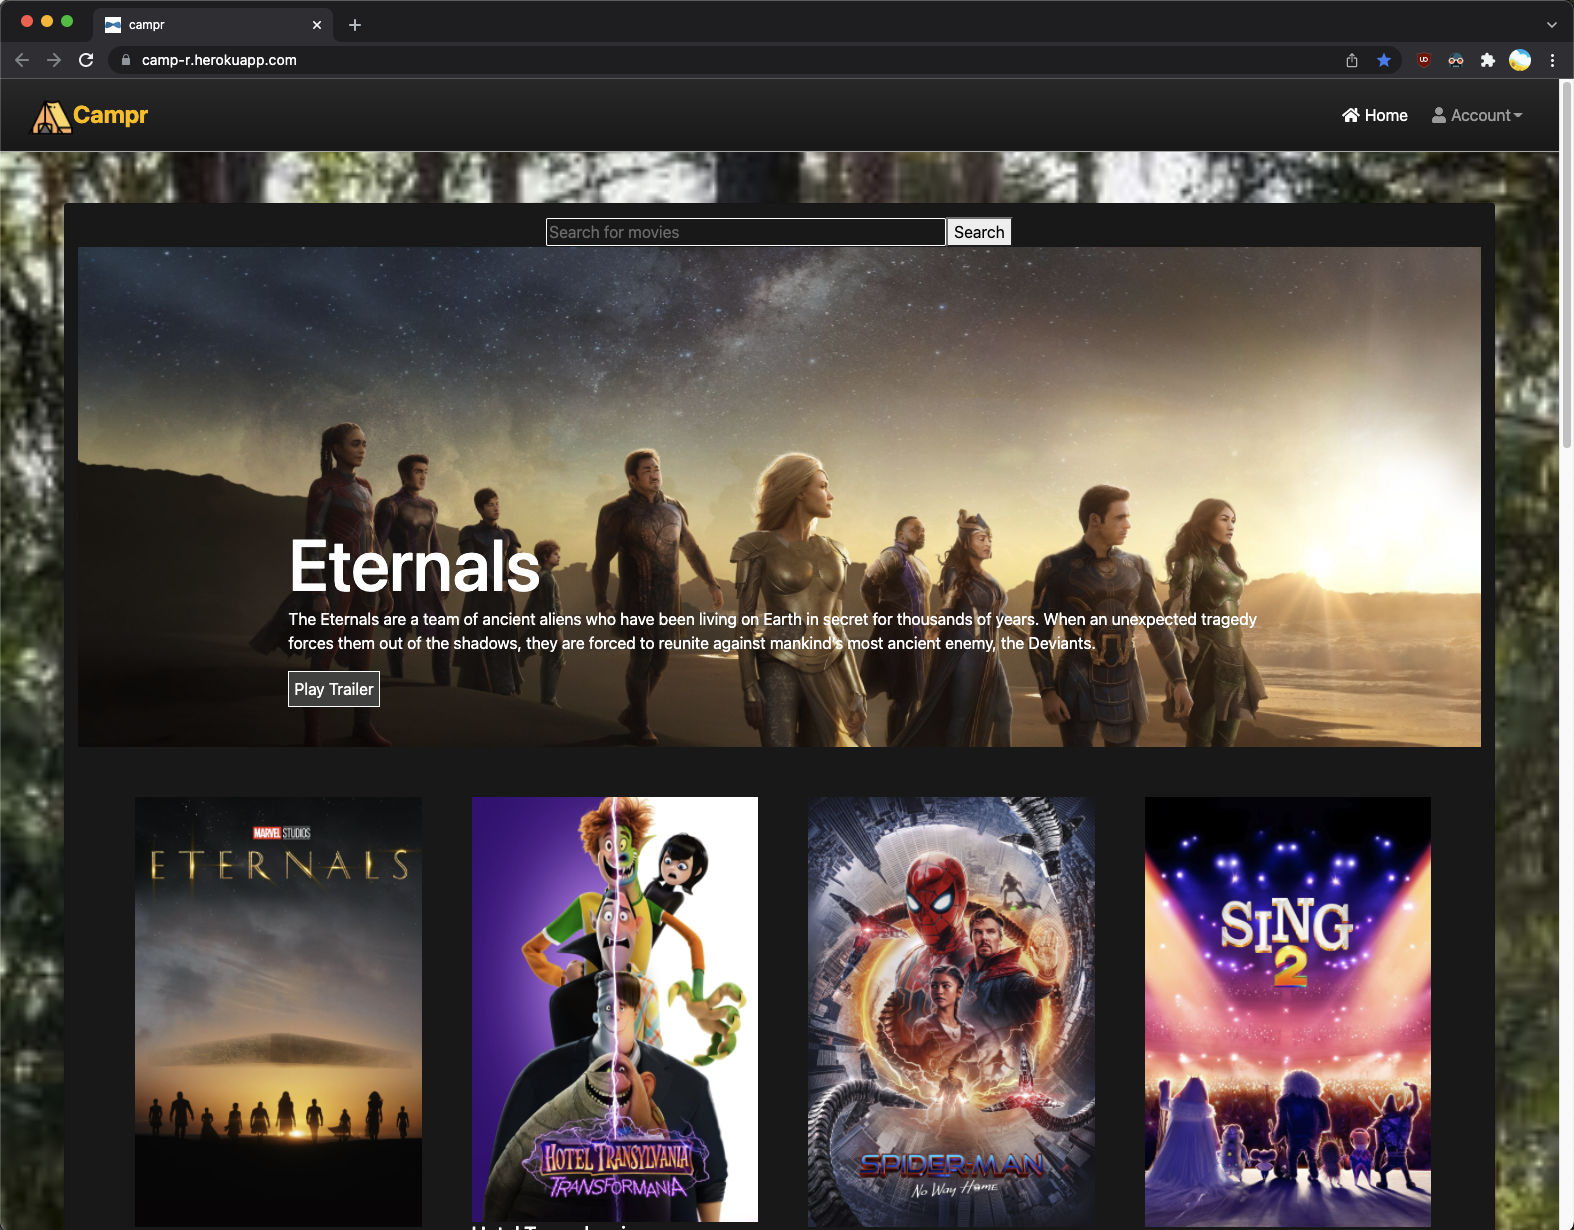 campr
camp-r.herokuapp.com
Campr
Home
Account
Search for movies
Search
Eternals
The Eternals are a team of ancient aliens who have been living on Earth in secret for thousands of years. When an unexpected tragedy
forces them out of the shadows, they are forced to reunite against mankind's most ancient enemy, the Deviants.
Play Trailer
MARVEL STUDIOS
ETERNALS
HOTEL TRANSYLVANIA
TRANSFORMANIA
SPIDER-MAN
No Way Home
SING
2